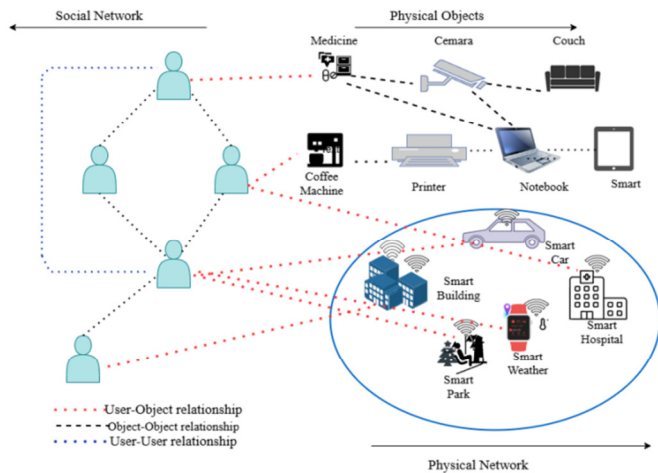 Social Network
Physical Objects
Medicine
Cemara
Couch
Coffee
Machine
Printer
Notebook
Smart
Smart
Car
Smart
Building
Smart
Hospital
Smart
Weather
Smart
Park
User-Object relationship
Object-Object relationship
User-User relationship
Physical Network